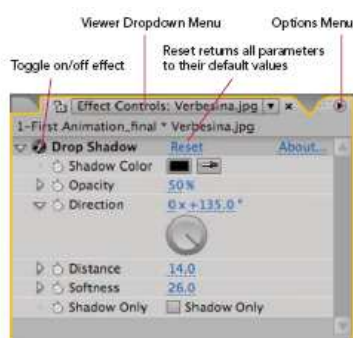 Viewer Dropdown Menu
Options Menu
Toggle on/off effect
Reset returns all parameters
to their default values
Effect Controls: Verbesina.jpg
1-First Animation_final * Verbesina.jpg
Drop Shadow Reset About...
Shadow Color
Opacity 50%
Direction 0 x +135.0 °
Distance 14.0
Softness 26.0
Shadow Only Shadow Only